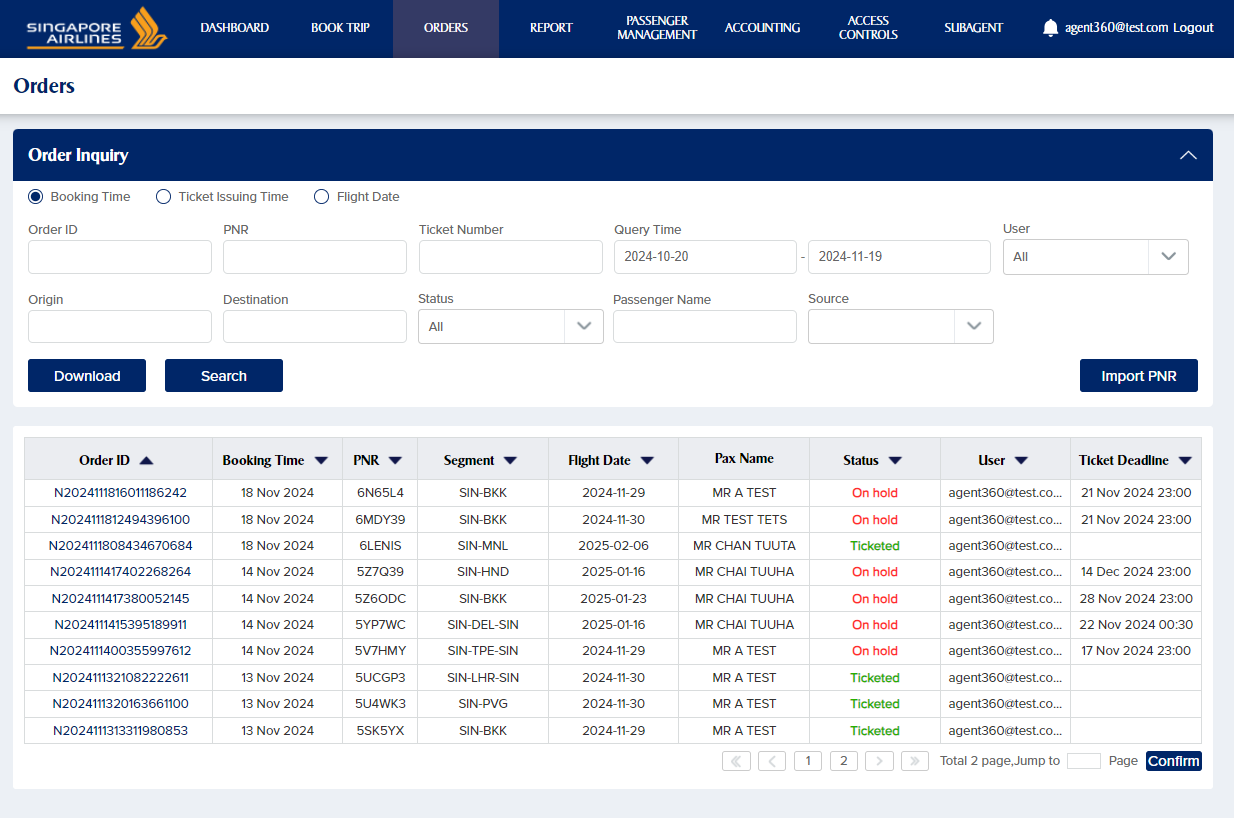 SINGAPORE AIRLINES
DASHBOARD BOOK TRIP ORDERS REPORT PASSENGER MANAGEMENT ACCOUNTING ACCESS CONTROLS SUBAGENT agent360@test.com Logout
Orders
Order Inquiry
Booking Time Ticket Issuing Time Flight Date
Order ID PNR Ticket Number Query Time User
2024-10-20 - 2024-11-19 All
Origin Destination Status Passenger Name Source
All
Download Search Import PNR
Order ID Booking Time PNR Segment Flight Date Pax Name Status User Ticket Deadline
N2024111816011186242 18 Nov 2024 6N65L4 SIN-BKK 2024-11-29 MR A TEST On hold agent360@test.co... 21 Nov 2024 23:00
N2024111812494396100 18 Nov 2024 6MDY39 SIN-BKK 2024-11-30 MR TEST TETS On hold agent360@test.co... 21 Nov 2024 23:00
N2024111808434670684 18 Nov 2024 6LENIS SIN-MNL 2025-02-06 MR CHAN TUUTA Ticketed agent360@test.co...
N2024111417402268264 14 Nov 2024 5Z7Q39 SIN-HND 2025-01-16 MR CHAI TUUHA On hold agent360@test.co... 14 Dec 2024 23:00
N2024111417380052145 14 Nov 2024 5Z6ODC SIN-BKK 2025-01-23 MR CHAI TUUHA On hold agent360@test.co... 28 Nov 2024 23:00
N2024111415395189911 14 Nov 2024 5YP7WC SIN-DEL-SIN 2025-01-16 MR CHAI TUUHA On hold agent360@test.co... 22 Nov 2024 00:30
N2024111400355997612 14 Nov 2024 5V7HMY SIN-TPE-SIN 2024-11-29 MR A TEST On hold agent360@test.co... 17 Nov 2024 23:00
N2024111321082222611 13 Nov 2024 5UCGP3 SIN-LHR-SIN 2024-11-30 MR A TEST Ticketed agent360@test.co...
N2024111320163661100 13 Nov 2024 5U4WK3 SIN-PVG 2024-11-30 MR A TEST Ticketed agent360@test.co...
N2024111313311980853 13 Nov 2024 5SK5YX SIN-BKK 2024-11-29 MR A TEST Ticketed agent360@test.co...
1 2 Total 2 page,Jump to Page Confirm